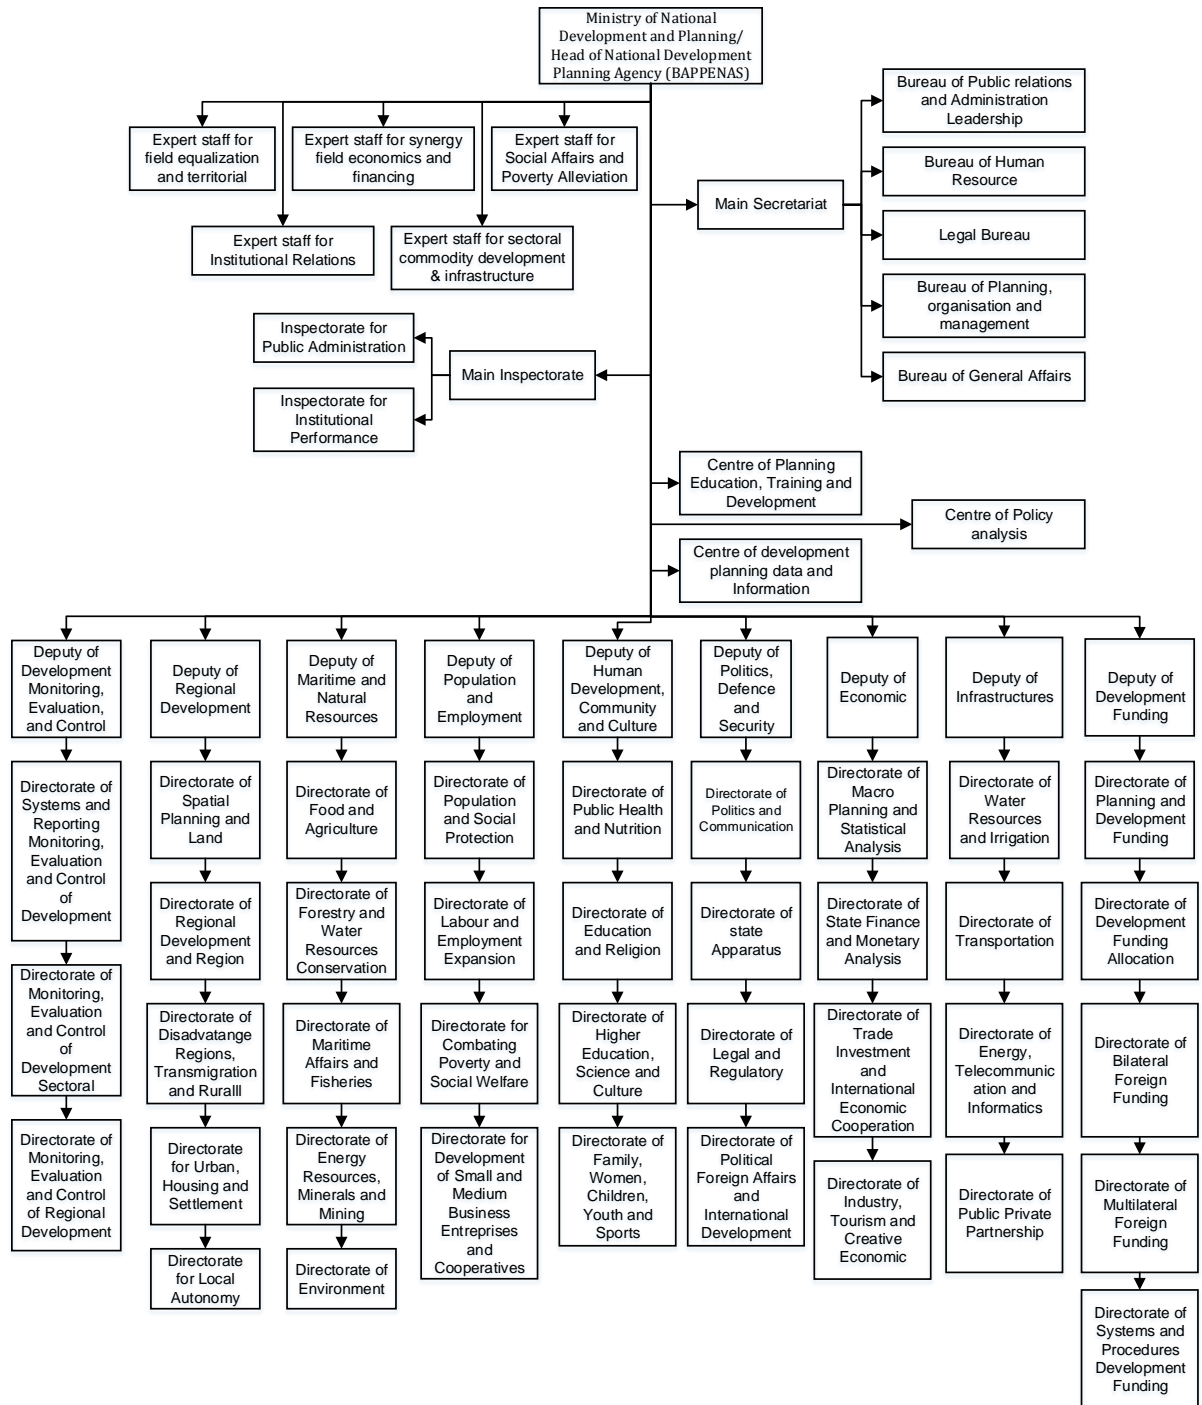 Ministry of National
Development and Planning/
Head of National Development
Planning Agency (BAPPENAS)
Expert staff for
field equalization
and territorial
Expert staff for synergy
field economics and
financing
Expert staff for
Social Affairs and
Poverty Alleviation
Expert staff for
Institutional Relations
Expert staff for sectoral
commodity development
& infrastructure
Main Secretariat
Bureau of Public relations
and Administration
Leadership
Bureau of Human
Resource
Legal Bureau
Bureau of Planning,
organisation and
management
Bureau of General Affairs
Inspectorate for
Public Administration
Main Inspectorate
Inspectorate for
Institutional
Performance
Centre of Planning
Education, Training and
Development
Centre of Policy
analysis
Centre of development
planning data and
Information
Deputy of
Development
Monitoring,
Evaluation,
and Control
Directorate of
Systems and
Reporting
Monitoring,
Evaluation
and Control
of
Development
Directorate of
Monitoring,
Evaluation
and Control
of
Development
Sectoral
Directorate of
Monitoring,
Evaluation
and Control
of Regional
Development
Deputy of
Regional
Development
Directorate of
Spatial
Planning and
Land
Directorate of
Regional
Development
and Region
Directorate of
Disadvatange
Regions,
Transmigration
and Ruralll
Directorate
for Urban,
Housing and
Settlement
Directorate
for Local
Autonomy
Deputy of
Maritime and
Natural
Resources
Directorate of
Food and
Agriculture
Directorate of
Forestry and
Water
Resources
Conservation
Directorate of
Maritime
Affairs and
Fisheries
Directorate of
Energy
Resources,
Minerals and
Mining
Directorate of
Environment
Deputy of
Population
and
Employment
Directorate of
Population
and Social
Protection
Directorate of
Labour and
Employment
Expansion
Directorate for
Combating
Poverty and
Social Welfare
Directorate for
Development
of Small and
Medium
Business
Entreprises
and
Cooperatives
Deputy of
Human
Development,
Community
and Culture
Directorate of
Public Health
and Nutrition
Directorate of
Education
and Religion
Directorate of
Higher
Education,
Science and
Culture
Directorate of
Family,
Women,
Children,
Youth and
Sports
Deputy of
Politics,
Defence
and
Security
Directorate of
Politics and
Communication
Directorate of
state
Apparatus
Directorate of
Legal and
Regulatory
Directorate of
Political
Foreign Affairs
and
International
Development
Deputy of
Economic
Directorate of
Macro
Planning and
Statistical
Analysis
Directorate of
State Finance
and Monetary
Analysis
Directorate of
Trade
Investment
and
International
Economic
Cooperation
Directorate of
Industry,
Tourism and
Creative
Economic
Deputy of
Infrastructures
Directorate of
Water
Resources
and Irrigation
Directorate of
Transportation
Directorate of
Energy,
Telecommunic
ation and
Informatics
Directorate of
Public Private
Partnership
Deputy of
Development
Funding
Directorate of
Planning and
Development
Funding
Directorate of
Development
Funding
Allocation
Directorate of
Bilateral
Foreign
Funding
Directorate of
Multilateral
Foreign
Funding
Directorate of
Systems and
Procedures
Development
Funding